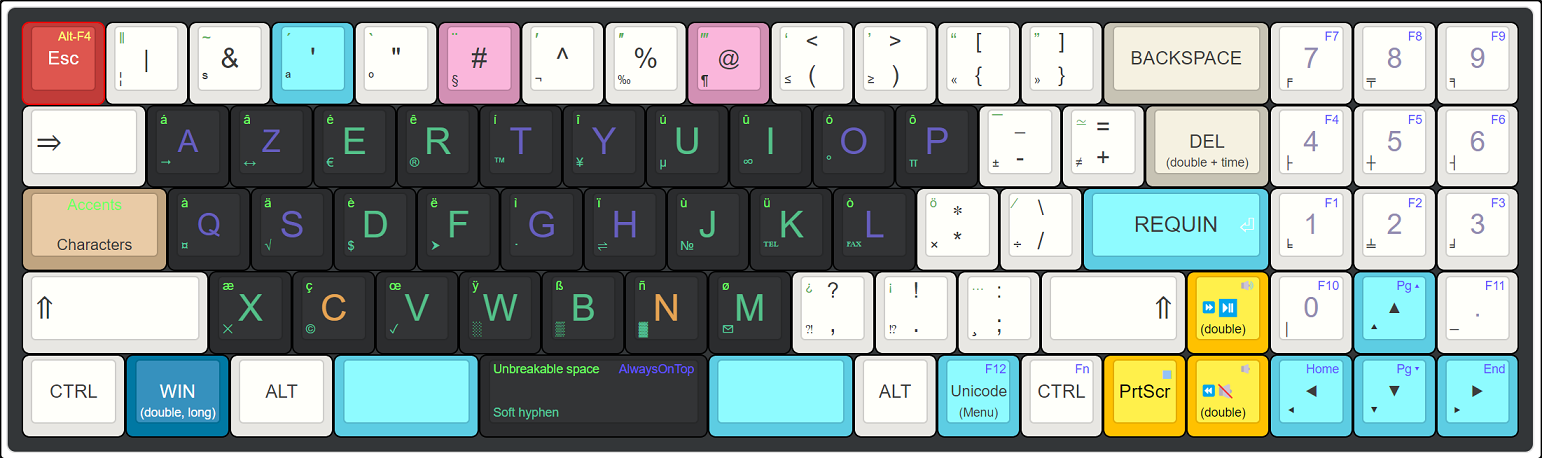 Alt-F4
Esc
‖ | ¦
~ & s
´ ' a
` " o
¨ # §
′ ^ ¬
″ % ‰
‴ @ ¶
‘ < ≤ (
’ > ≥ )
“ [ « {
” ] » }
BACKSPACE
F7 7 ╒
F8 8 ╤
F9 9 ╕
⇒
á A →
â Z ↔
é E €
ê R ®
í T ™
î Y ¥
ú U µ
û I ∞
ó O °
ô P π
— _ ± -
≃ = ≠ +
DEL
(double + time)
F4 4 ├
F5 5 ┼
F6 6 ┤
Accents
Characters
à Q ¤
ä S √
è D $
ë F ➤
ì G ·
ï H ⇌
ù J №
ü K TEL
ò L FAX
ö * × *
⁄ \ ÷ /
REQUIN ⏎
F1 1 ╘
F2 2 ╧
F3 3 ╛
⇑
æ X ✕
ç C ©
œ V ✓
ÿ W ░
ß B ▒
ñ N ▓
ø M ✉
¿ ? ?! ,
¡ ! !? .
… : ¸ ;
⇑
(double)
F10 0 │
Pg ▲ ▲ ▲
F11 . _
CTRL
WIN
(double, long)
ALT
Unbreakable space
AlwaysOnTop
Soft hyphen
ALT
F12
Unicode
(Menu)
Fn
CTRL
PrtScr
(double)
Home ◄ ◄
Pg ▼ ▼ ▼
End ► ►